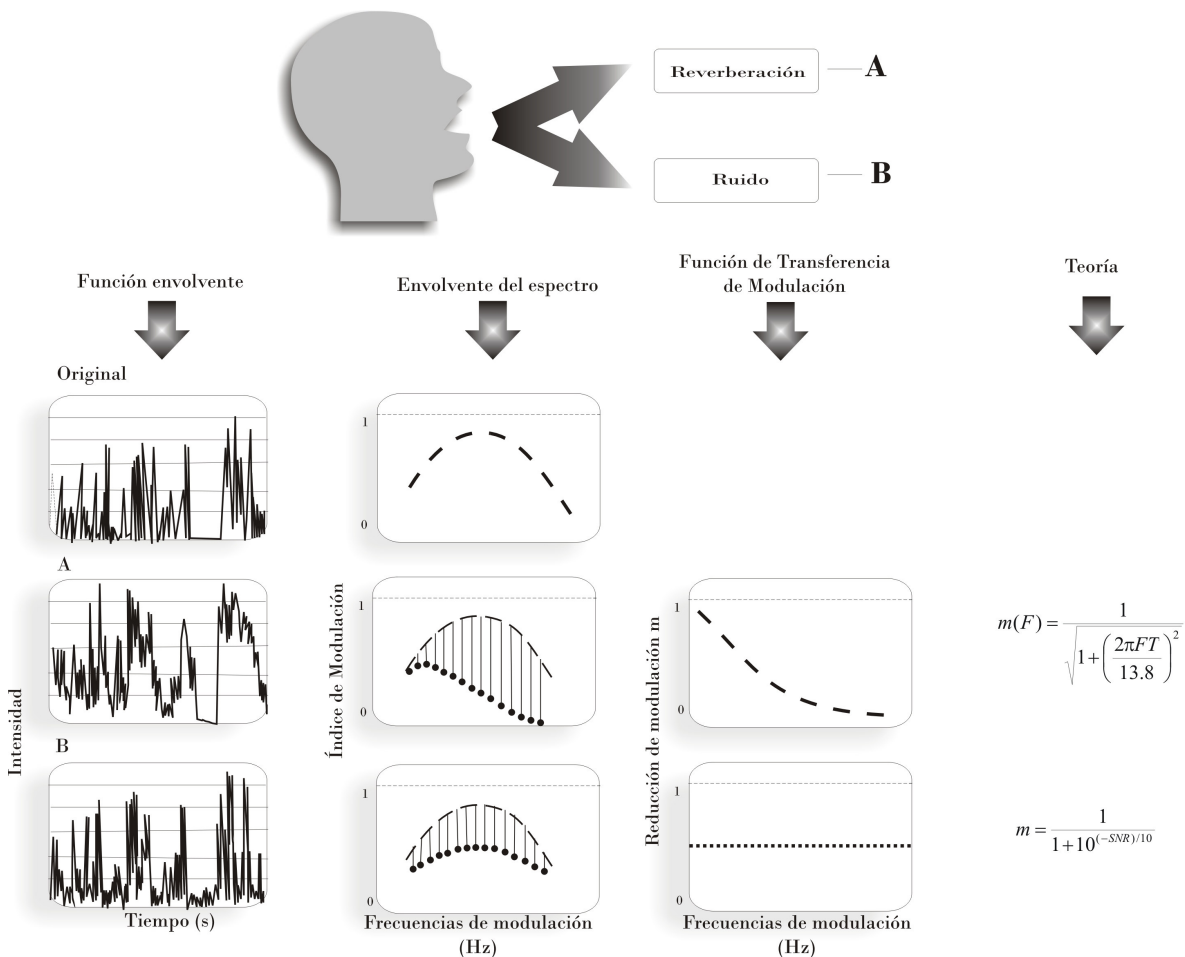 Reverberación
A
Ruido
B
Función envolvente
Envolvente del espectro
Función de Transferencia
de Modulación
Teoría
Original
1
0
A
Intensidad
Índice de Modulación
1
0
Reducción de modulación m
1
0
m(F) = 1 / √(1+(2πFT/13.8)²)
B
1
0
1
0
m = 1 / (1+10^((-SNR)/10))
Tiempo (s)
Frecuencias de modulación
(Hz)
Frecuencias de modulación
(Hz)